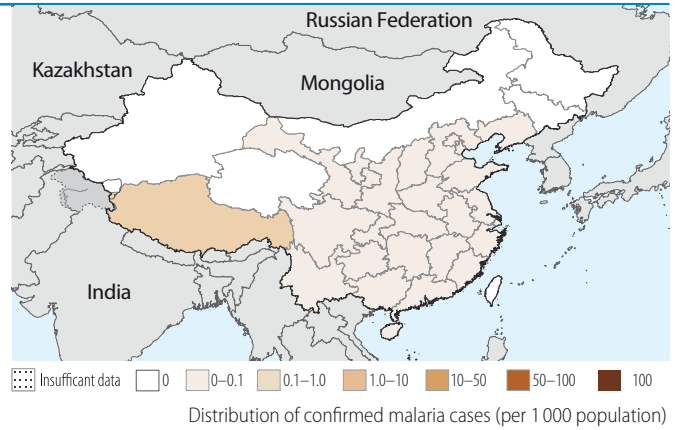 Russian Federation
Kazakhstan
Mongolia
India
Insufficant data 0 0–0.1 0.1–1.0 1.0–10 10–50 50–100 100
Distribution of confirmed malaria cases (per 1 000 population)